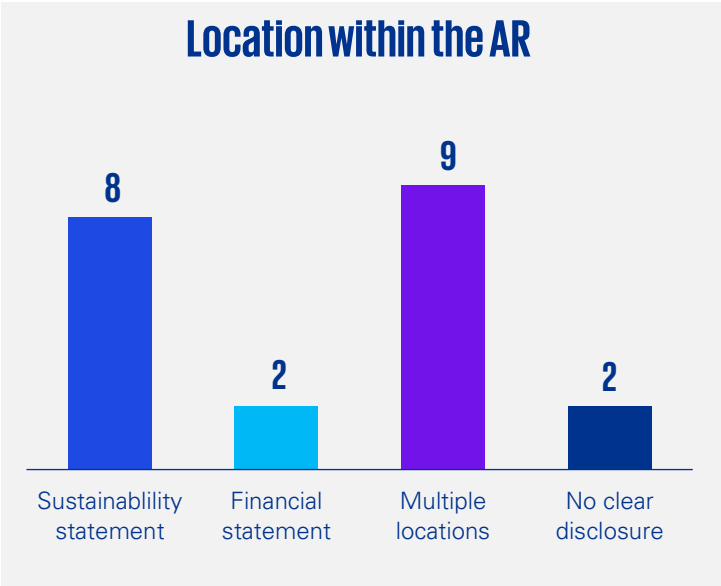 Location within the AR
8
2
9
2
Sustainablility
statement
Financial
statement
Multiple
locations
No clear
disclosure